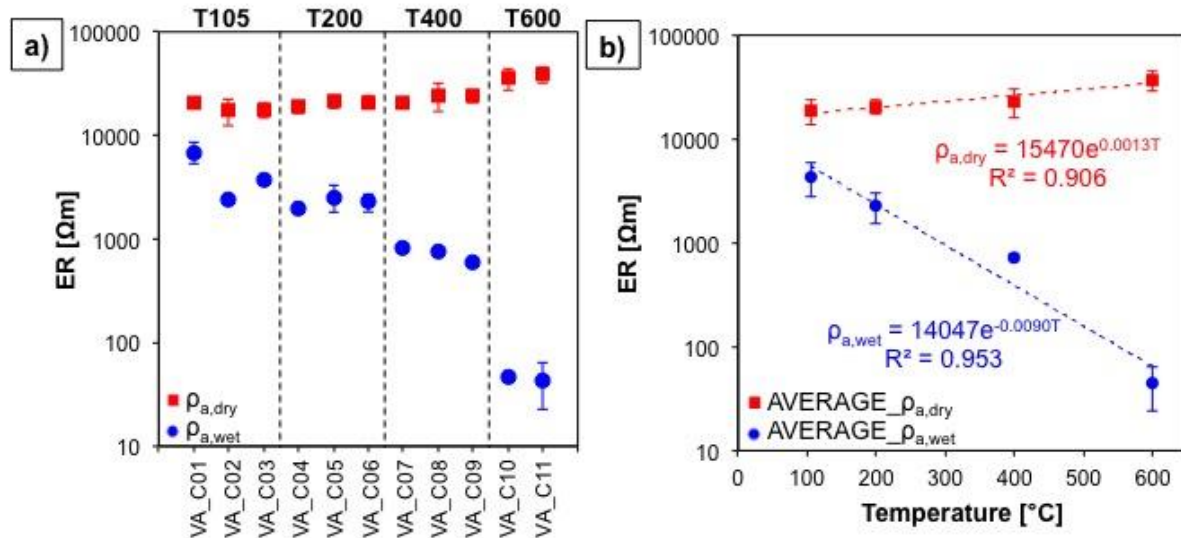 a)
T105 T200 T400 T600
100000
10000
1000
100
10
ER [Ωm]
ρa,dry
ρa,wet
VA_C01
VA_C02
VA_C03
VA_C04
VA_C05
VA_C06
VA_C07
VA_C08
VA_C09
VA_C10
VA_C11
b)
100000
10000
1000
100
10
ER [Ωm]
ρa,dry = 15470e0.0013T
R² = 0.906
ρa,wet = 14047e-0.0090T
R² = 0.953
AVERAGE_ρa,dry
AVERAGE_ρa,wet
0 100 200 300 400 500 600
Temperature [°C]